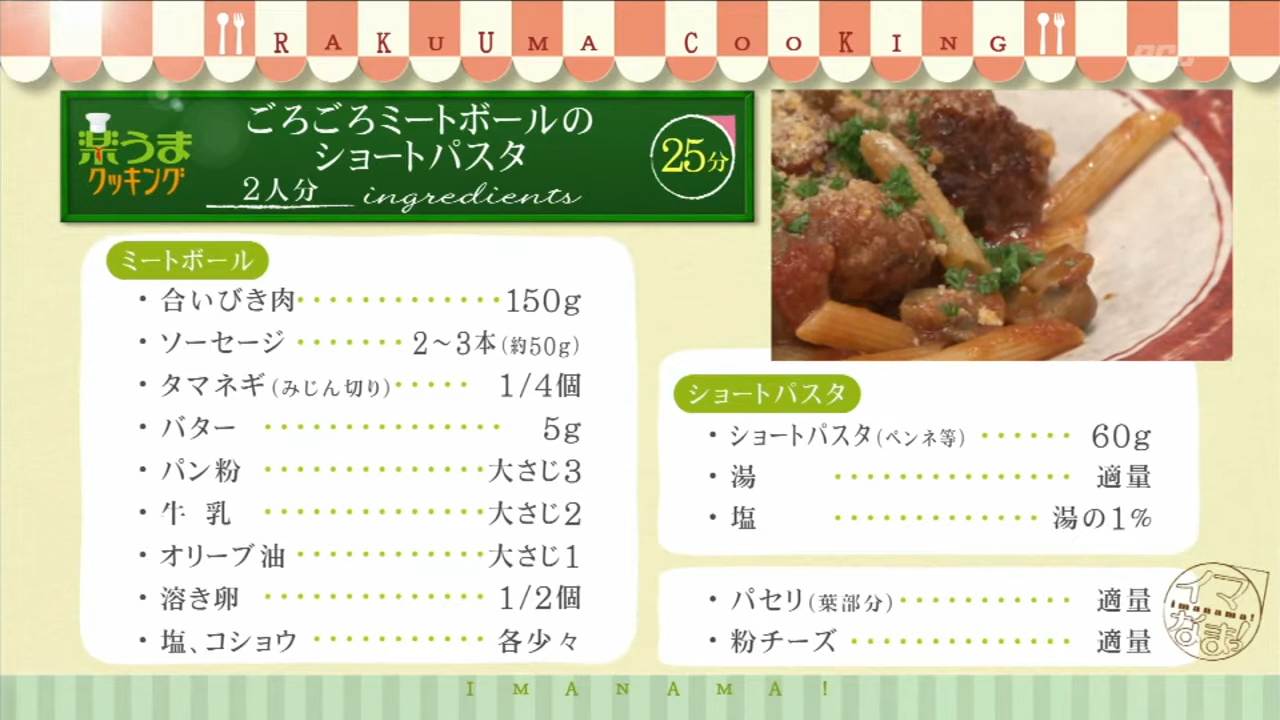 RAKUUMA COOKING
楽うま
クッキング
ごろごろミートボールの
ショートパスタ
2人分 ingredients
25分
ミートボール
・合いびき肉 150g
・ソーセージ 2〜3本(約50g)
・タマネギ(みじん切り) 1/4個
・バター 5g
・パン粉 大さじ3
・牛乳 大さじ2
・オリーブ油 大さじ1
・溶き卵 1/2個
・塩、コショウ 各少々
ショートパスタ
・ショートパスタ(ペンネ等) 60g
・湯 適量
・塩 湯の1%
・パセリ(葉部分) 適量
・粉チーズ 適量
イマ
imanama!
なまっ!
IMANAMA!